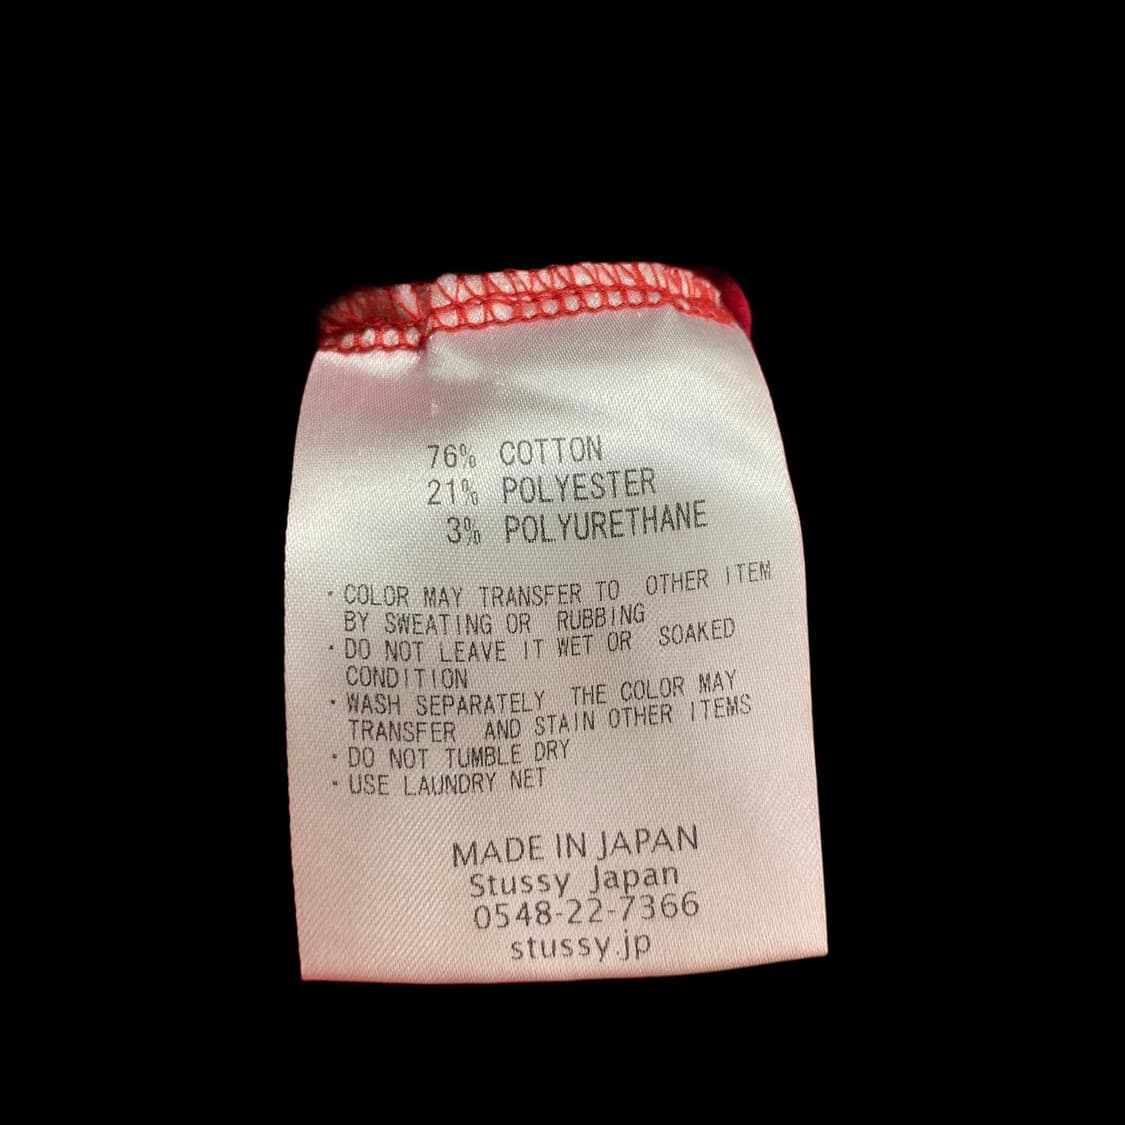 76% COTTON
21% POLYESTER
3% POLYURETHANE
・COLOR MAY TRANSFER TO OTHER ITEM
BY SWEATING OR RUBBING
・DO NOT LEAVE IT WET OR SOAKED
CONDITION
・WASH SEPARATELY THE COLOR MAY
TRANSFER AND STAIN OTHER ITEMS
・DO NOT TUMBLE DRY
・USE LAUNDRY NET
MADE IN JAPAN
Stussy Japan
0548-22-7366
stussy.jp